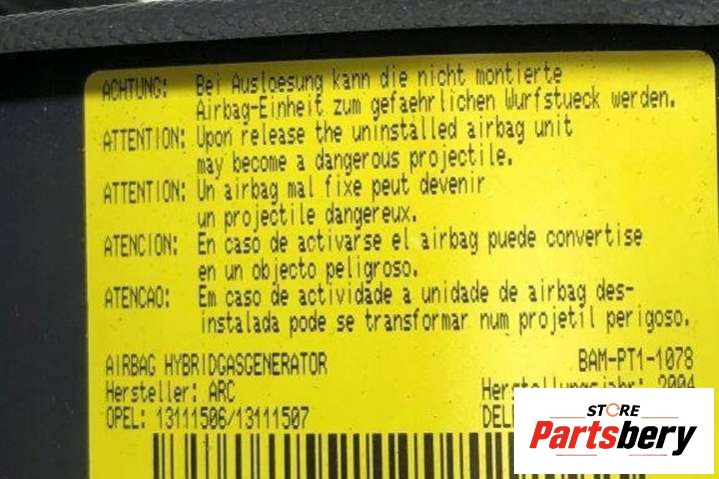 ACHTUNG: Bei Ausloesung kann die nicht montierte
Airbag-Einheit zum gefaehrlichen Wurfstueck werden.
ATTENTION: Upon release the uninstalled airbag unit
may become a dangerous projectile.
ATTENTION: Un airbag mal fixe peut devenir
un projectile dangereux.
ATENCION: En caso de activarse el airbag puede convertise
en un objecto peligroso.
ATENCAO: Em caso de actividade a unidade de airbag des-
instalada pode se transformar num projetil perigoso.
AIRBAG HYBRIDGASGENERATOR BAM-PT1-1078
Hersteller: ARC Herstellungsjahr: 2004
OPEL: 13111506/13111507
STORE
Partsbery